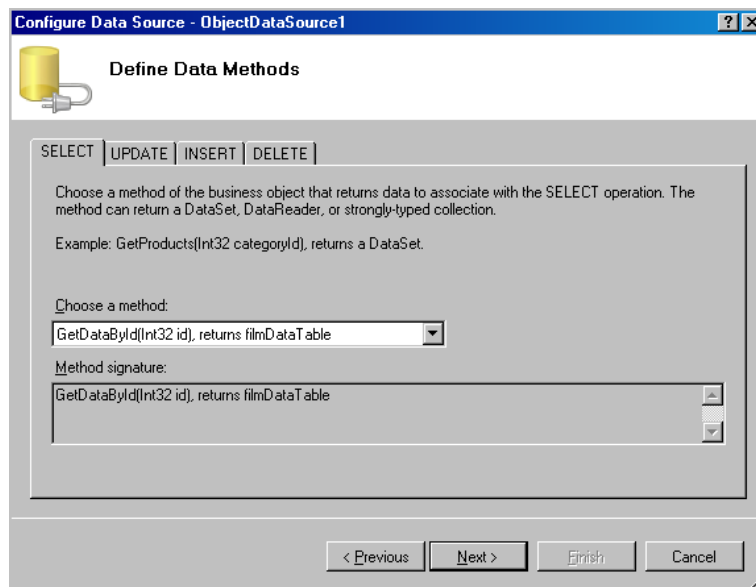 Configure Data Source - ObjectDataSource1
Define Data Methods
SELECT UPDATE INSERT DELETE
Choose a method of the business object that returns data to associate with the SELECT operation. The
method can return a DataSet, DataReader, or strongly-typed collection.
Example: GetProducts(Int32 categoryId), returns a DataSet.
Choose a method:
GetDataById(Int32 id), returns filmDataTable
Method signature:
GetDataById(Int32 id), returns filmDataTable
< Previous Next > Finish Cancel